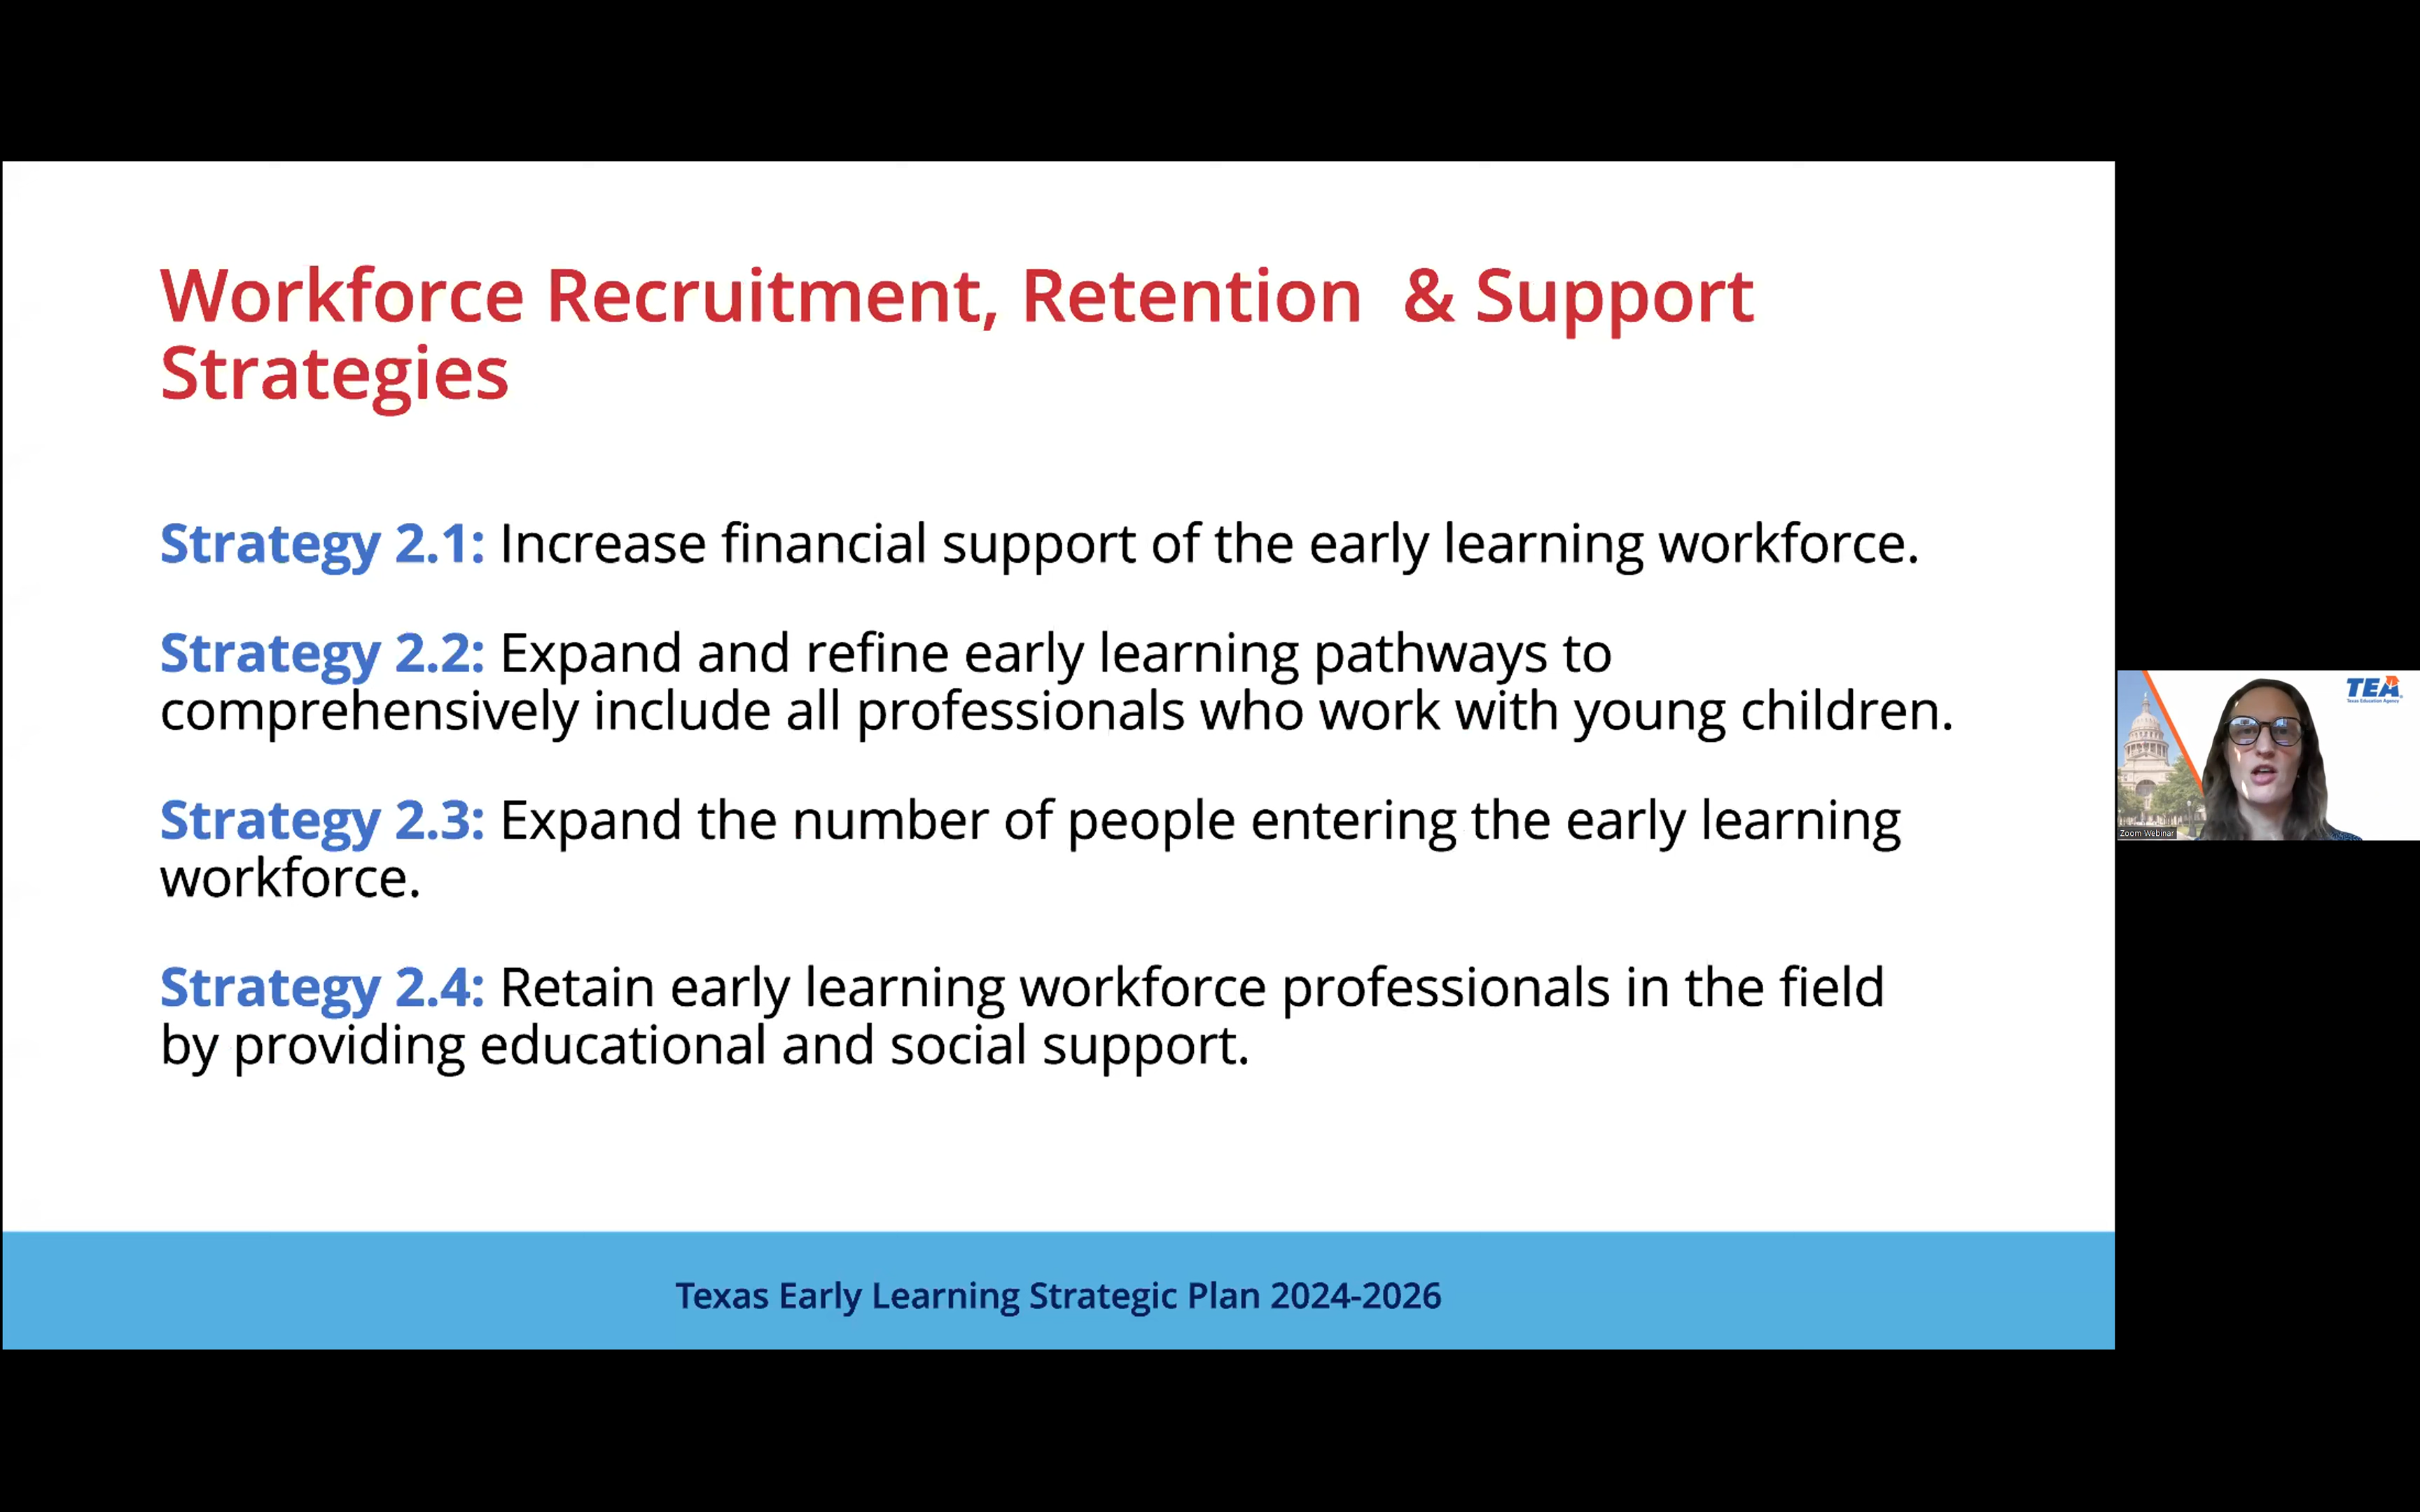 Workforce Recruitment, Retention  & Support
Strategies
Strategy 2.1: Increase financial support of the early learning workforce.
Strategy 2.2: Expand and refine early learning pathways to
comprehensively include all professionals who work with young children.
Strategy 2.3: Expand the number of people entering the early learning
workforce.
Strategy 2.4: Retain early learning workforce professionals in the field
by providing educational and social support.
Texas Early Learning Strategic Plan 2024-2026
TEA
Texas Education Agency
Zoom Webinar